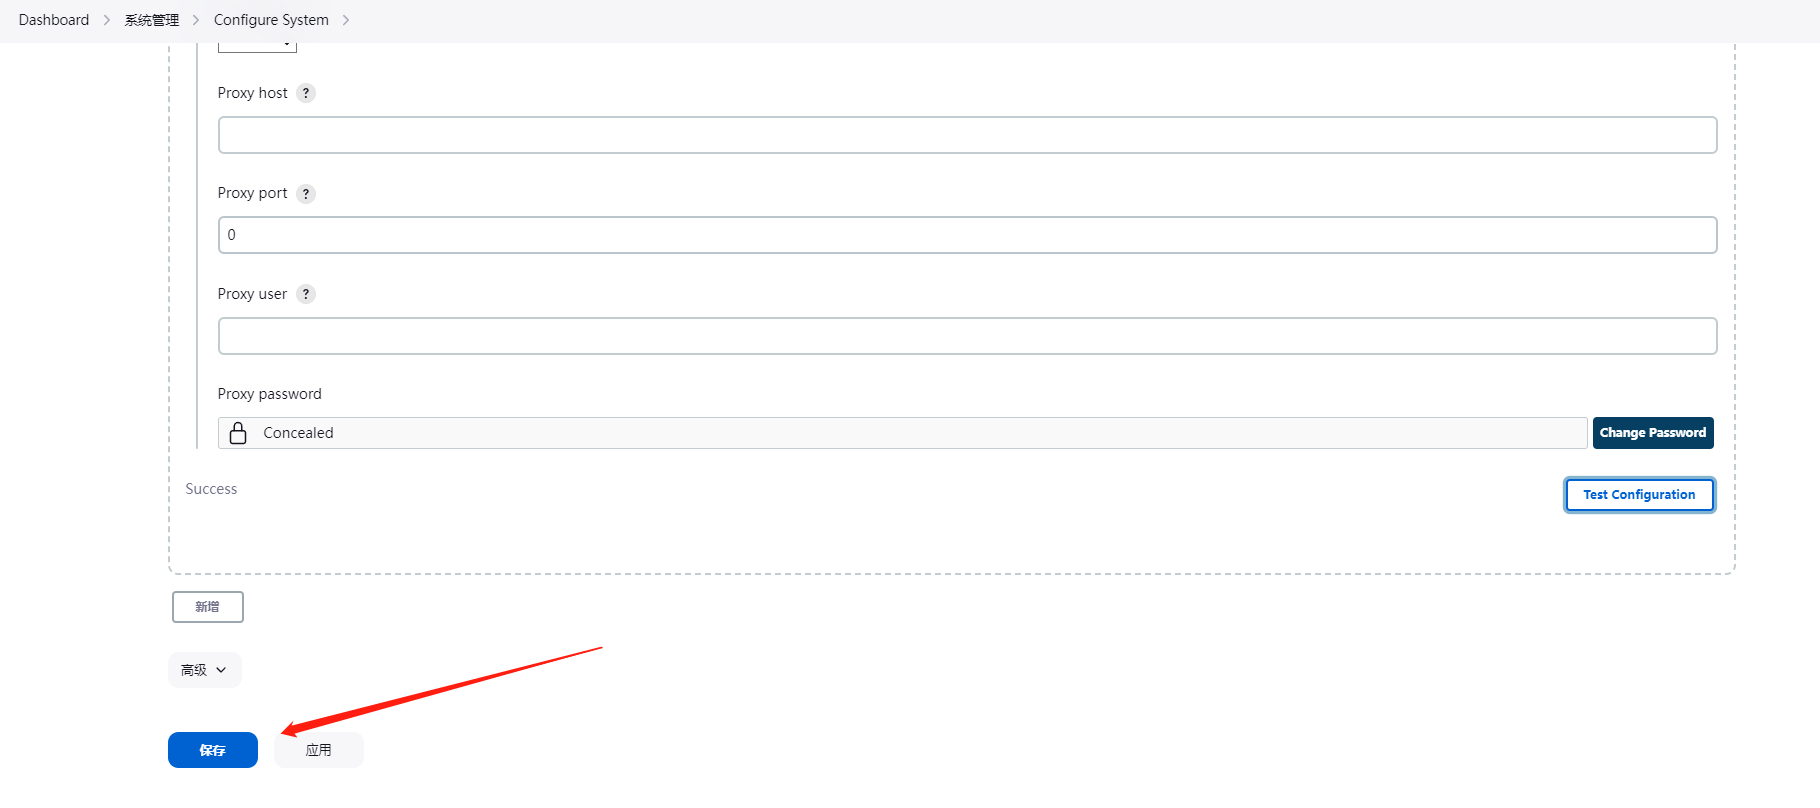 Dashboard 系统管理 Configure System
Proxy host ?
Proxy port ?
0
Proxy user ?
Proxy password
Concealed Change Password
Success Test Configuration
新增
高级
保存 应用